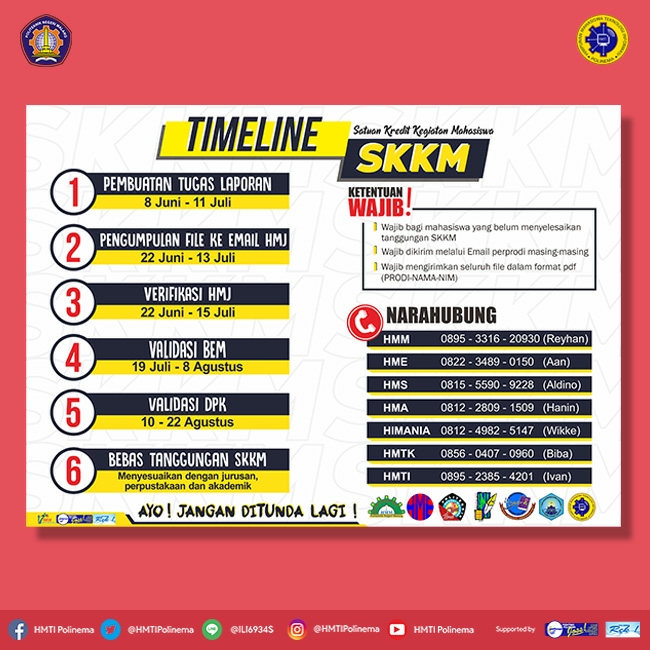 POLITEKNIK NEGERI MALANG
HMTI
POLINEMA
TIMELINE
Satuan Kredit Kegiatan Mahasiswa
SKKM
1
PEMBUATAN TUGAS LAPORAN
8 Juni - 11 Juli
2
PENGUMPULAN FILE KE EMAIL HMJ
22 Juni - 13 Juli
3
VERIFIKASI HMJ
22 Juni - 15 Juli
4
VALIDASI BEM
19 Juli - 8 Agustus
5
VALIDASI DPK
10 - 22 Agustus
6
BEBAS TANGGUNGAN SKKM
Menyesuaikan dengan jurusan,
perpustakaan dan akademik
KETENTUAN
WAJIB!
Wajib bagi mahasiswa yang belum menyelesaikan
tanggungan SKKM
Wajib dikirim melalui Email perprodi masing-masing
Wajib mengirimkan seluruh file dalam format pdf
(PRODI-NAMA-NIM)
NARAHUBUNG
HMM 0895 - 3316 - 20930 (Reyhan)
HME 0822 - 3489 - 0150 (Aan)
HMS 0815 - 5590 - 9228 (Aldino)
HMA 0812 - 2809 - 1509 (Hanin)
HIMANIA 0812 - 4982 - 5147 (Wikke)
HMTK 0856 - 0407 - 0960 (Biba)
HMTI 0895 - 2385 - 4201 (Ivan)
AYO! JANGAN DITUNDA LAGI!
HMTI Polinema
@HMTIPolinema
@ILI6934S
@HMTIPolinema
HMTI Polinema
Supported by